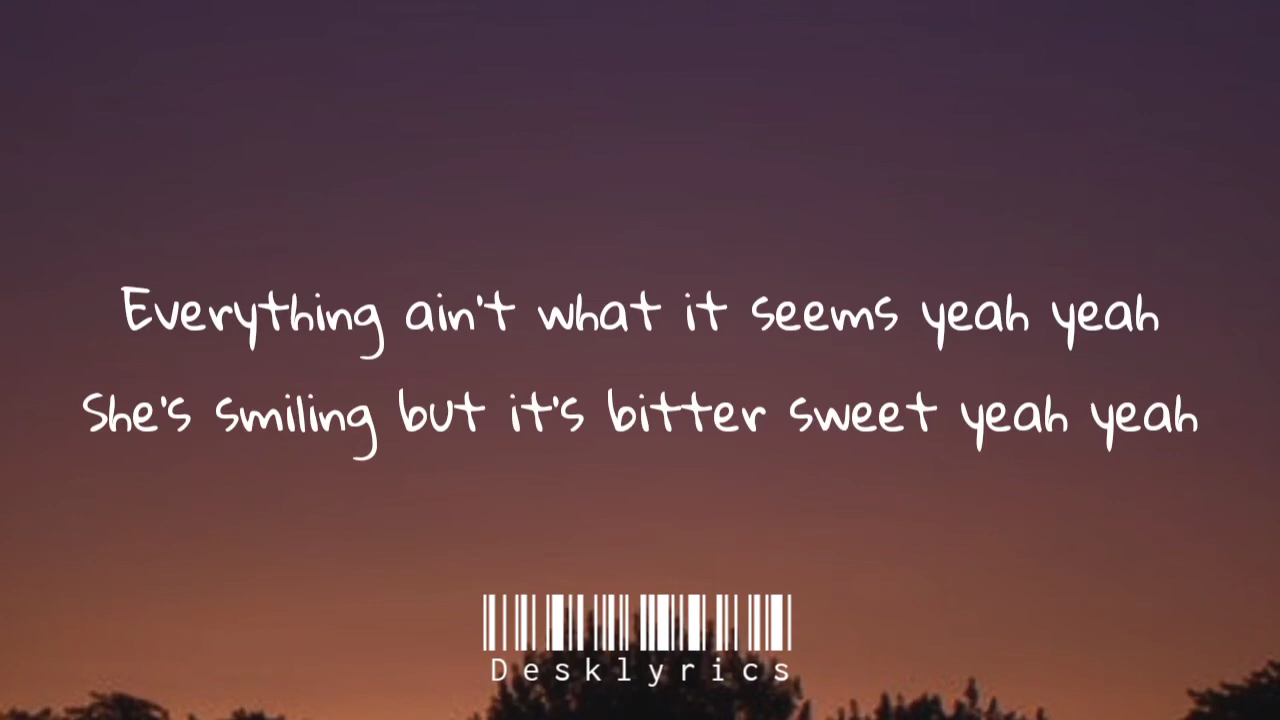 Everything ain't what it seems yeah yeah
She's smiling but it's bitter sweet yeah yeah
Desklyrics